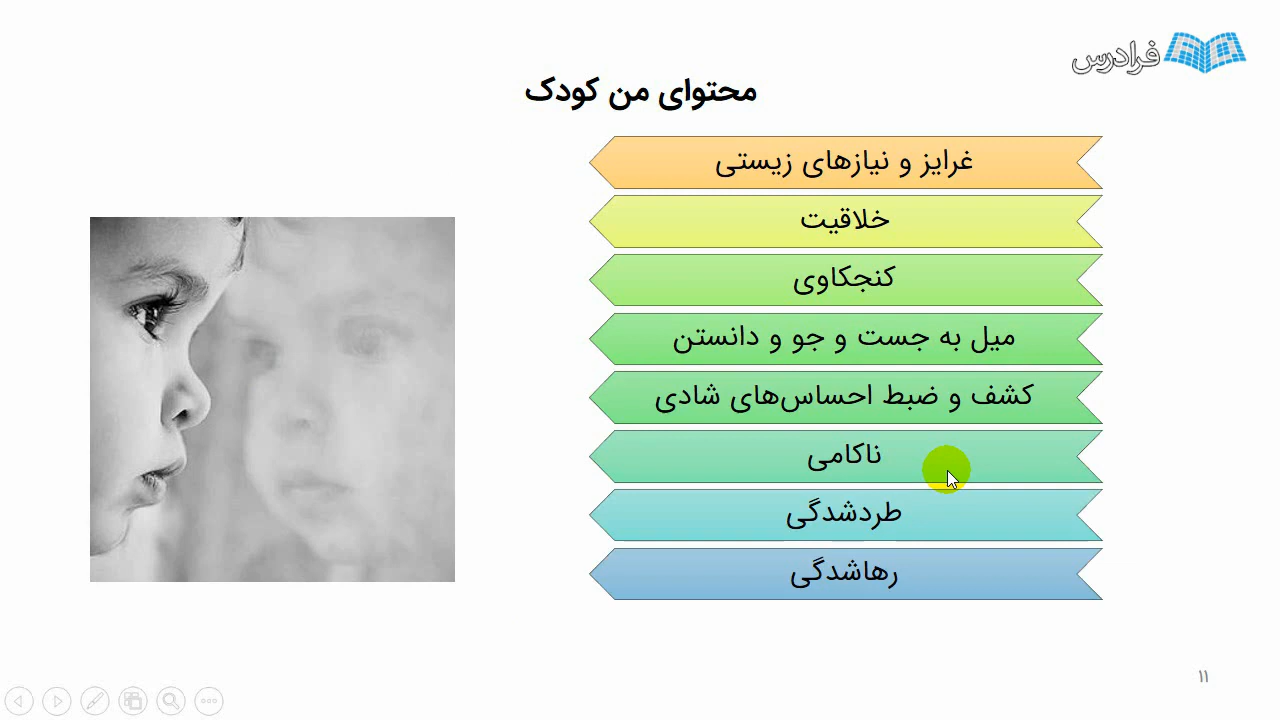 فرادرس
محتوای من کودک
غرایز و نیازهای زیستی
خلاقیت
کنجکاوی
میل به جست و جو و دانستن
کشف و ضبط احساس‌های شادی
ناکامی
طردشدگی
رهاشدگی
۱۱